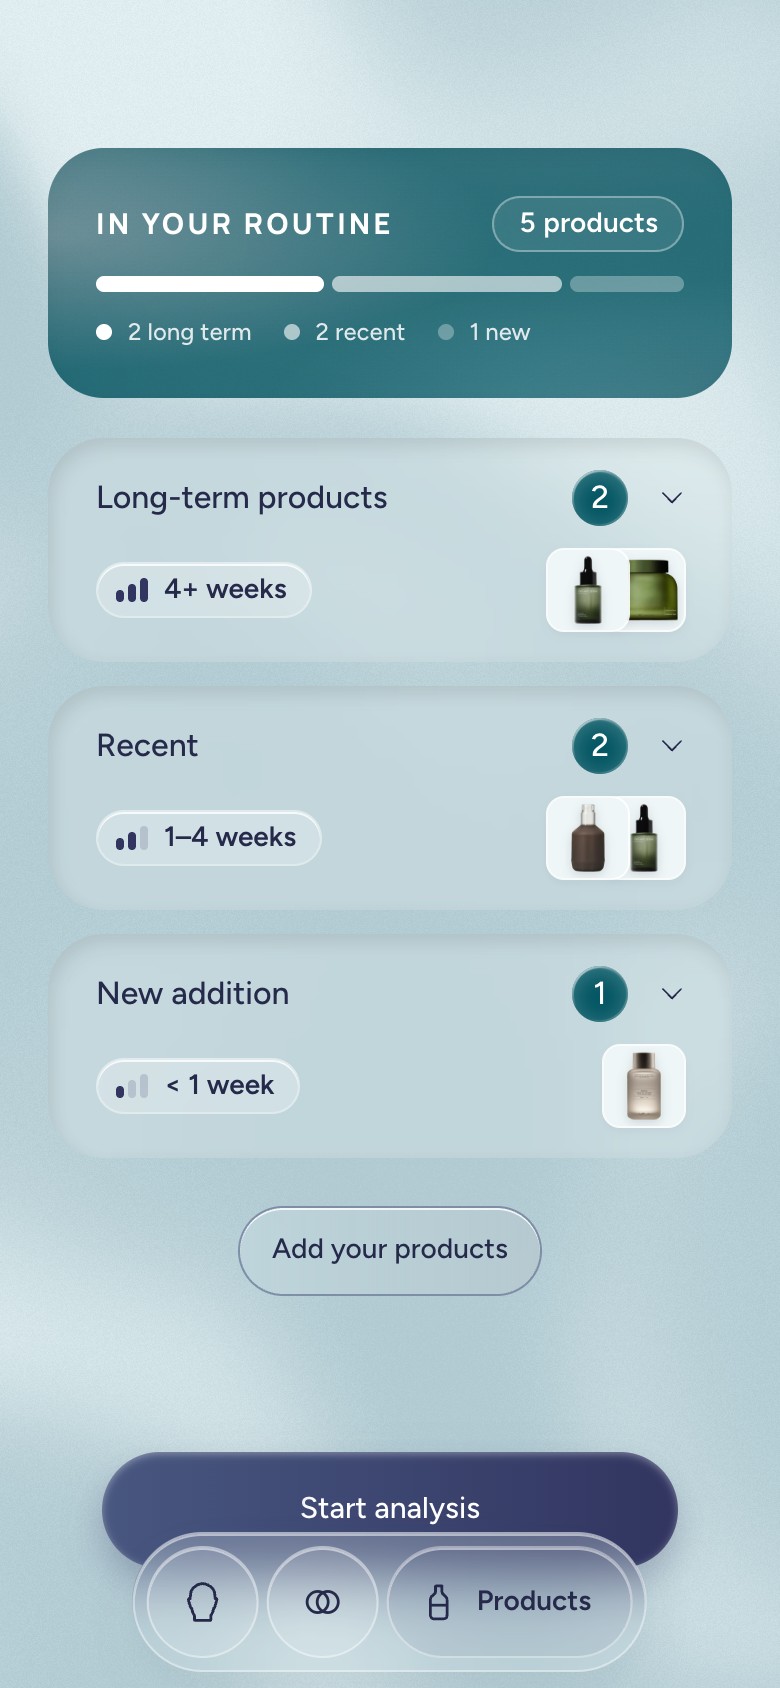 IN YOUR ROUTINE
5 products
2 long term
2 recent
1 new
Long-term products
2
4+ weeks
Recent
2
1–4 weeks
New addition
1
< 1 week
Add your products
Start analysis
Products